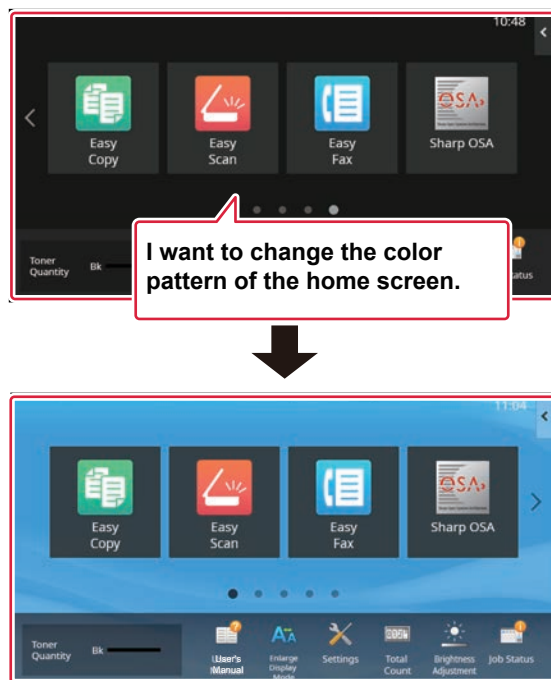 10:48
OSA
Easy
Copy
Easy
Scan
Easy
Fax
Sharp OSA
I want to change the color
pattern of the home screen.
Toner
Quantity
Bk
atus
11:04
OSA
Easy
Copy
Easy
Scan
Easy
Fax
Sharp OSA
Toner
Quantity
Bk
User's
Manual
Enlarge
Display
Mode
Settings
Total
Count
Brightness
Adjustment
Job Status